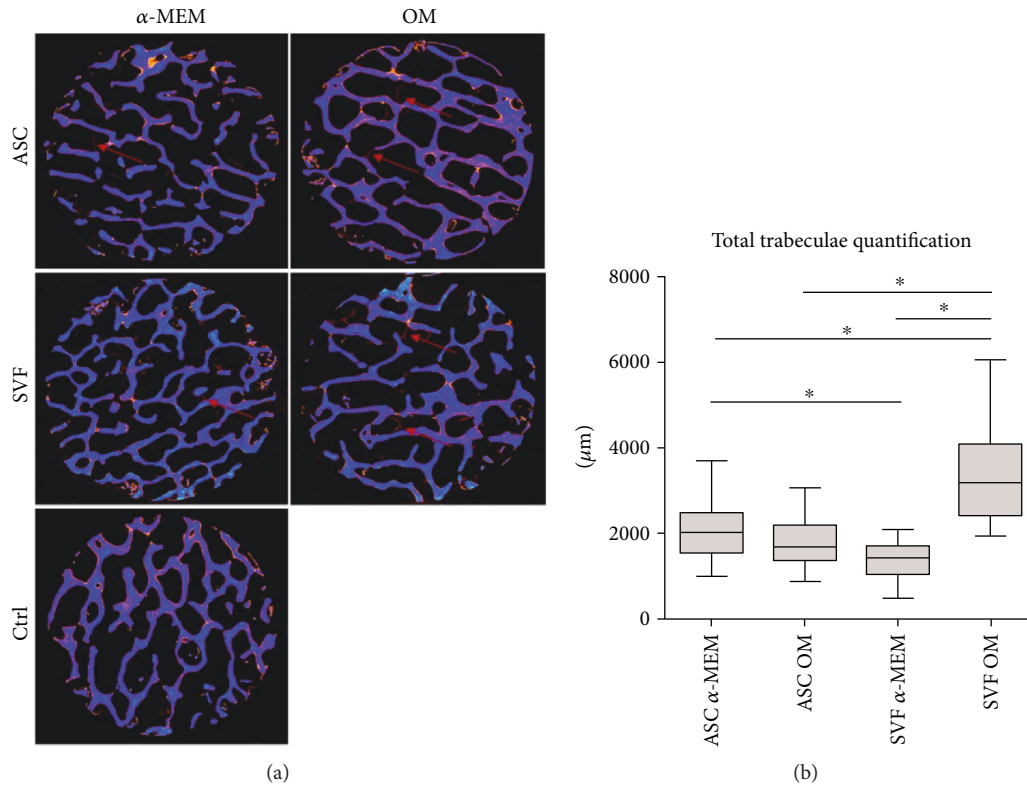 α-MEM
OM
ASC
SVF
Ctrl
(a)
Total trabeculae quantification
8000
6000
4000
2000
0
(μm)
*
*
*
*
ASC α-MEM
ASC OM
SVF α-MEM
SVF OM
(b)